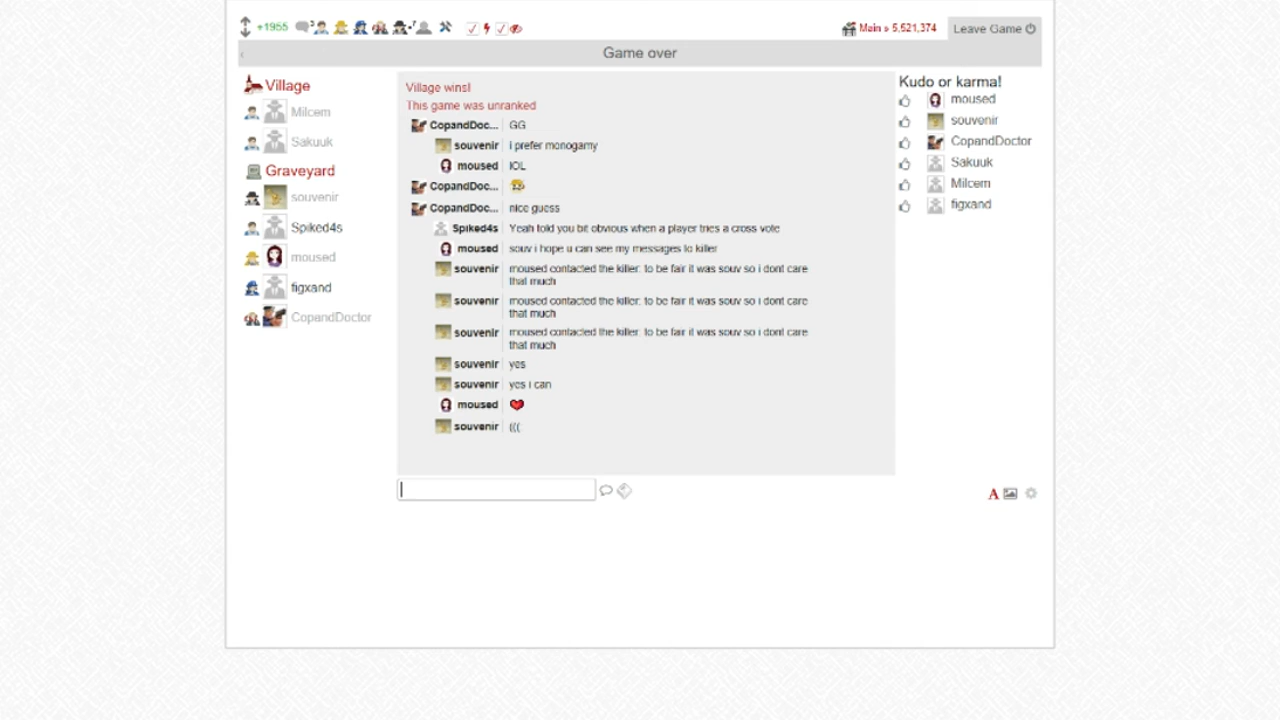 +1955 3 -7 Main » 5,521,374 Leave Game
Game over
Village
Milcem
Sakuuk
Graveyard
souvenir
Spiked4s
moused
figxand
CopandDoctor
Village wins!
This game was unranked
CopandDoc... GG
souvenir i prefer monogamy
moused lOL
CopandDoc...
CopandDoc... nice guess
Spiked4s Yeah told you bit obvious when a player tries a cross vote
moused souv i hope u can see my messages to killer
souvenir moused contacted the killer: to be fair it was souv so i dont care
that much
souvenir moused contacted the killer: to be fair it was souv so i dont care
that much
souvenir moused contacted the killer: to be fair it was souv so i dont care
that much
souvenir yes
souvenir yes i can
moused
souvenir (((
Kudo or karma!
moused
souvenir
CopandDoctor
Sakuuk
Milcem
figxand
A